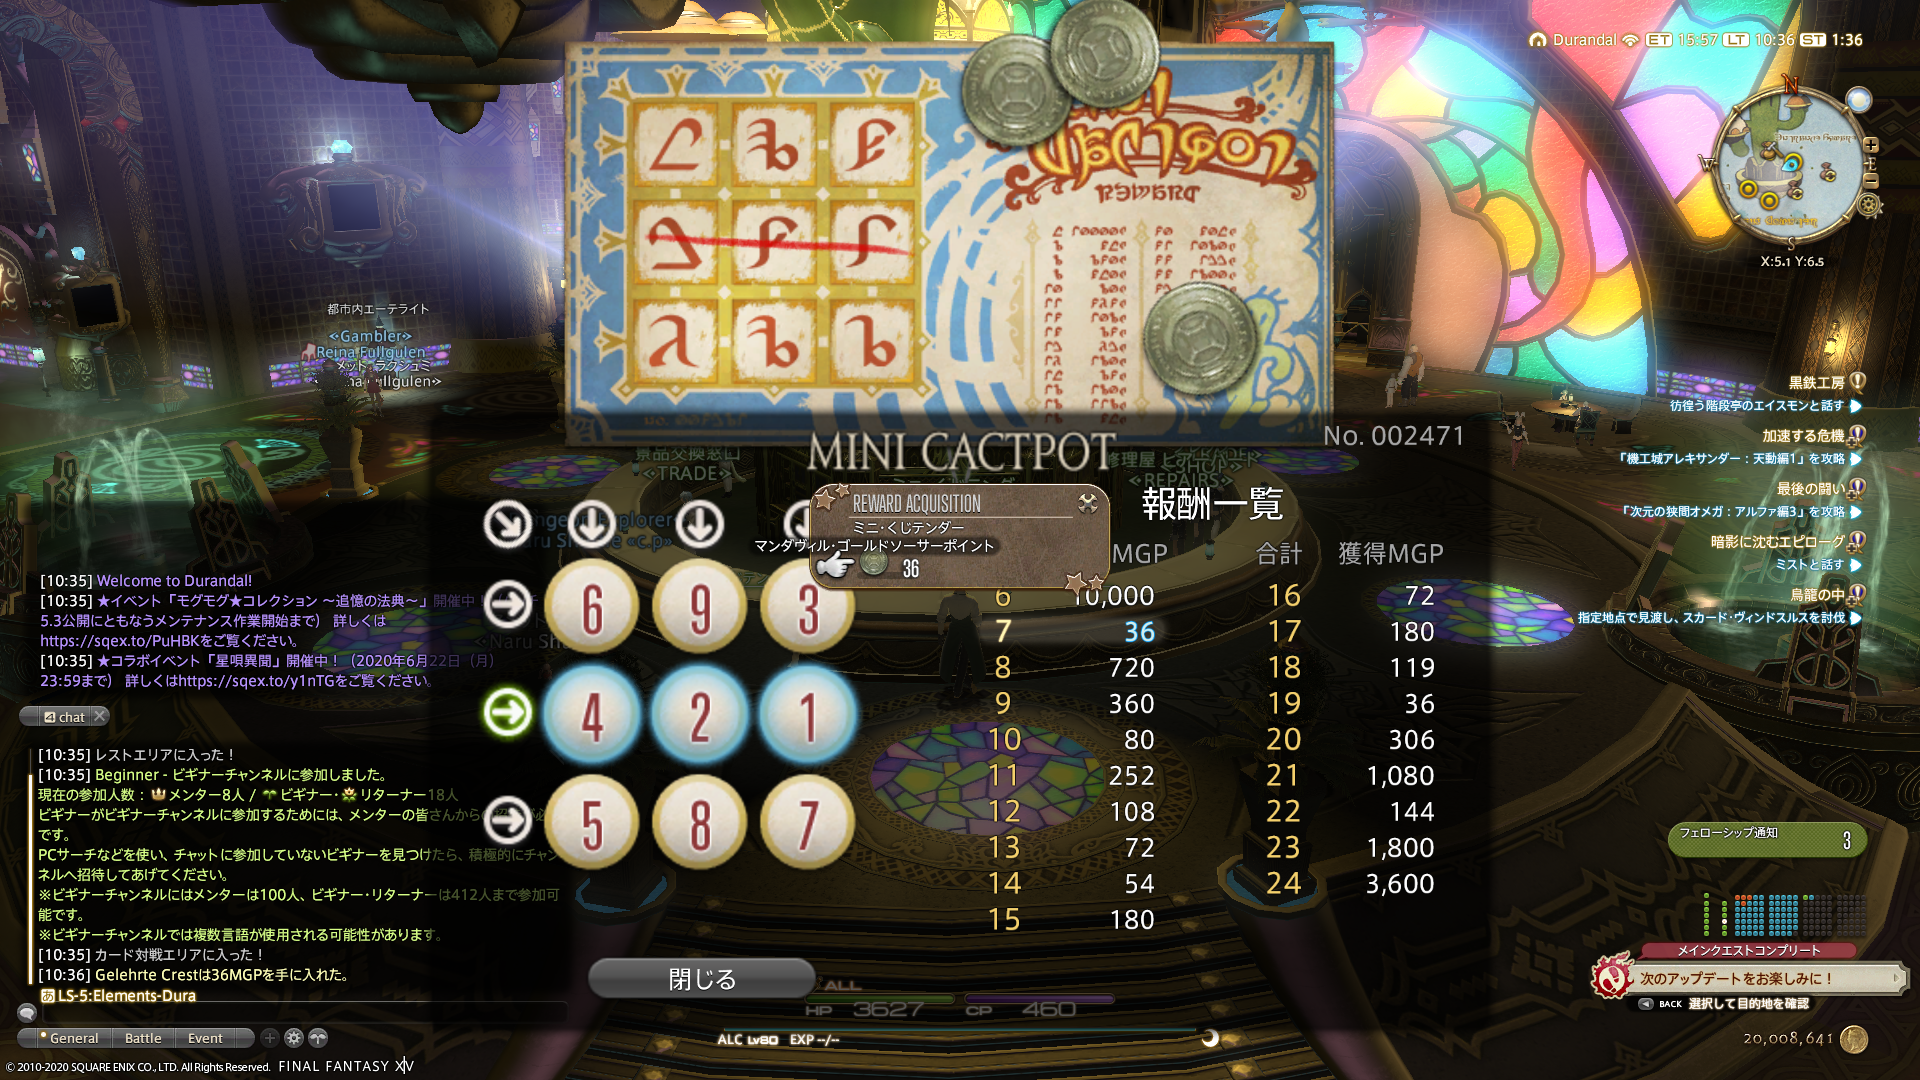 Durandal ET 15:57 LT 10:36 ST 1:36
N
W
E
S
X:5.1 Y:6.5
都市内エーテライト
«Gambler»
Reina Fullgulen
No. 002471
MINI CACTPOT
景品交換窓口
«TRADE»
«REPAIRS»
REWARD ACQUISITION
ミニ・くじテンダー
マンダヴィル・ゴールドソーサーポイント
36
報酬一覧
MGP 合計 獲得MGP
6 10,000 16 72
7 36 17 180
8 720 18 119
9 360 19 36
10 80 20 306
11 252 21 1,080
12 108 22 144
13 72 23 1,800
14 54 24 3,600
15 180
6 9 3
4 2 1
5 8 7
閉じる
黒鉄工房
彷徨う階段亭のエイスモンと話す
加速する危機
「機工城アレキサンダー：天動編1」を攻略
最後の闘い
「次元の狭間オメガ：アルファ編3」を攻略
暗影に沈むエピローグ
ミストと話す
鳥籠の中
指定地点で見渡し、スカード・ヴィンドスルスを討伐
[10:35] Welcome to Durandal!
[10:35] ★イベント「モグモグ★コレクション ～追憶の法典～」開催中！
5.3公開にともなうメンテナンス作業開始まで) 詳しくは
https://sqex.to/PuHBKをご覧ください。
[10:35] ★コラボイベント「星唄異聞」開催中！ (2020年6月22日（月）
23:59まで) 詳しくはhttps://sqex.to/y1nTGをご覧ください。
4 chat
[10:35] レストエリアに入った！
[10:35] Beginner - ビギナーチャンネルに参加しました。
現在の参加人数： メンター8人 / ビギナー・リターナー18人
ビギナーがビギナーチャンネルに参加するためには、メンターの皆さんから
です。
PCサーチなどを使い、チャットに参加していないビギナーを見つけたら、積極的にチャン
ネルへ招待してあげてください。
※ビギナーチャンネルにはメンターは100人、ビギナー・リターナーは412人まで参加可
能です。
※ビギナーチャンネルでは複数言語が使用される可能性があります。
[10:35] カード対戦エリアに入った！
[10:36] Gelehrte Crestは36MGPを手に入れた。
あ LS-5:Elements-Dura
General Battle Event
© 2010-2020 SQUARE ENIX CO., LTD. All Rights Reserved. FINAL FANTASY XIV
ALL
HP 3627 CP 460
ALC Lv80 EXP --/--
フェローシップ通知
3
メインクエストコンプリート
次のアップデートをお楽しみに！
BACK 選択して目的地を確認
20,008,641